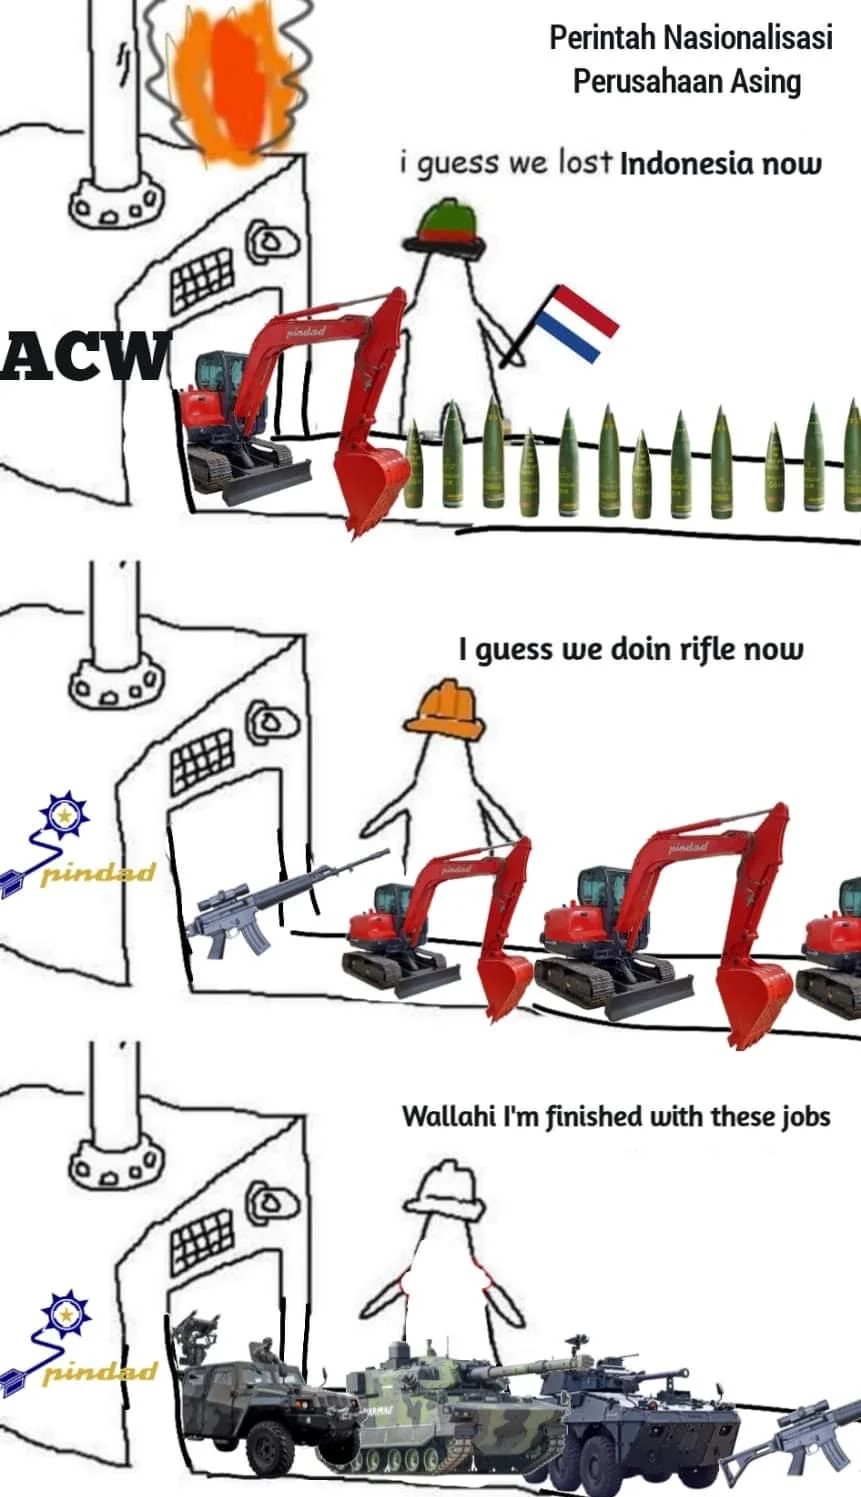 Perintah Nasionalisasi
Perusahaan Asing
i guess we lost Indonesia now
ACW
pindad
I guess we doin rifle now
pindad
pindad
pindad
Wallahi I'm finished with these jobs
pindad